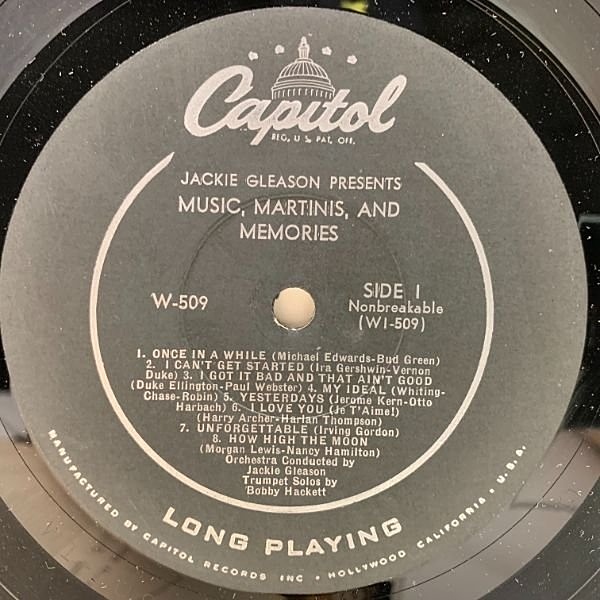 Capitol
REG. U.S. PAT. OFF.
JACKIE GLEASON PRESENTS
MUSIC, MARTINIS, AND
MEMORIES
W-509
SIDE 1
Nonbreakable
(W1-509)
1. ONCE IN A WHILE (Michael Edwards-Bud Green)
2. I CAN'T GET STARTED (Ira Gershwin-Vernon
Duke) 3. I GOT IT BAD AND THAT AIN'T GOOD
(Duke Ellington-Paul Webster) 4. MY IDEAL (Whiting-
Chase-Robin) 5. YESTERDAYS (Jerome Kern-Otto
Harbach) 6. I LOVE YOU (Je T'Aime!)
(Harry Archer-Harlan Thompson)
7. UNFORGETTABLE (Irving Gordon)
8. HOW HIGH THE MOON
(Morgan Lewis-Nancy Hamilton)
Orchestra Conducted by
Jackie Gleason
Trumpet Solos by
Bobby Hackett
LONG PLAYING
MANUFACTURED BY CAPITOL RECORDS INC • HOLLYWOOD CALIFORNIA, U.S.A.